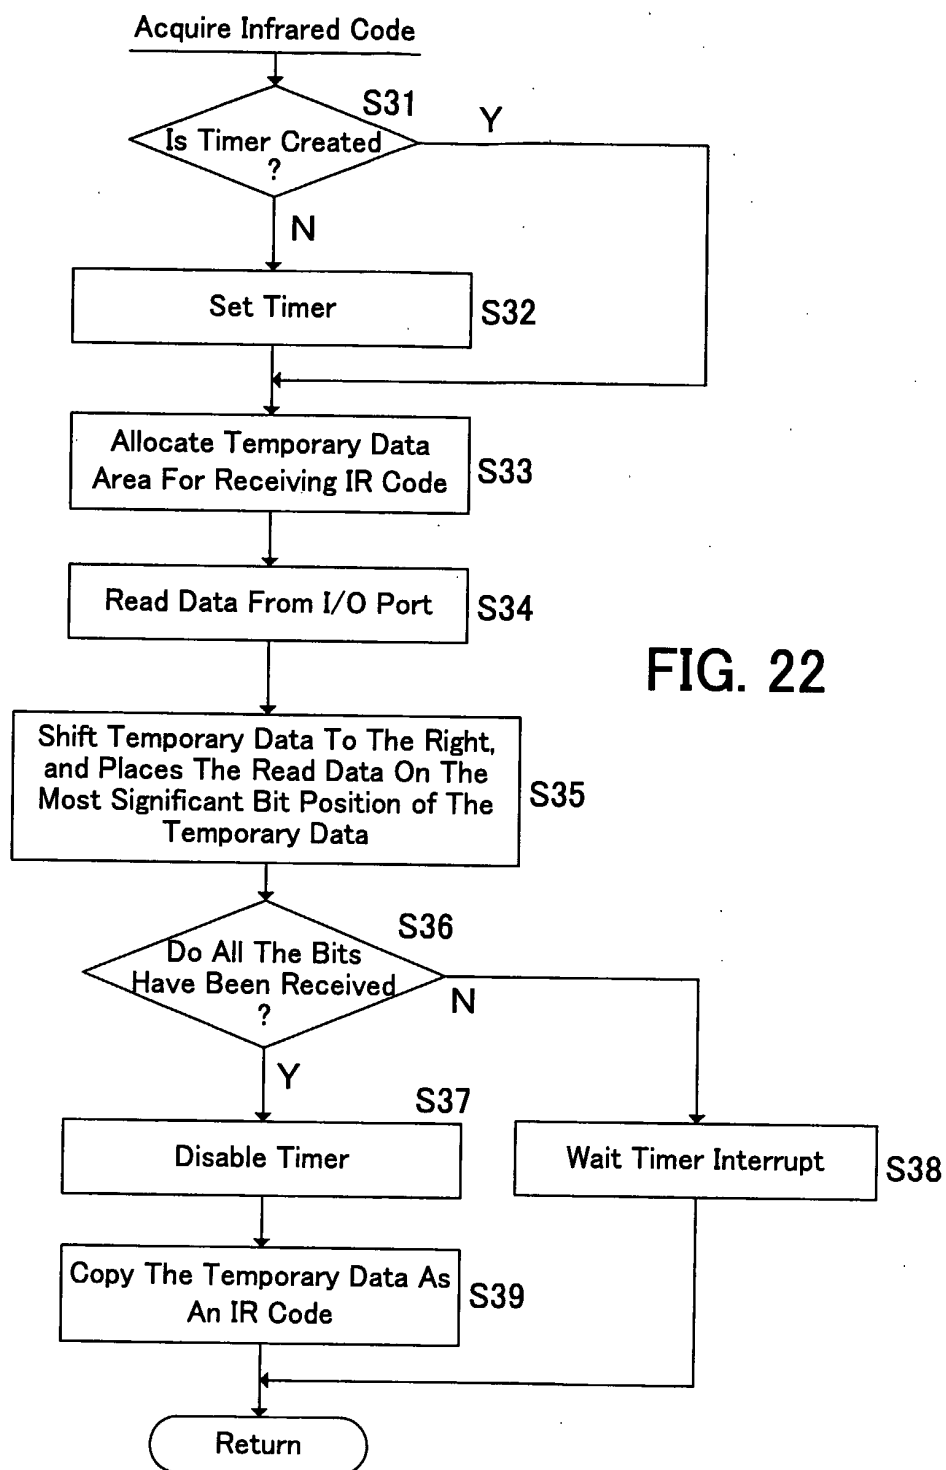 Acquire Infrared Code
S31
Y
Is Timer Created
?
N
Set Timer
S32
Allocate Temporary Data
Area For Receiving IR Code
S33
Read Data From I/O Port
S34
FIG. 22
Shift Temporary Data To The Right,
and Places The Read Data On The
Most Significant Bit Position of The
Temporary Data
S35
S36
Do All The Bits
Have Been Received
?
N
Y
S37
Disable Timer
Wait Timer Interrupt
S38
Copy The Temporary Data As
An IR Code
S39
Return